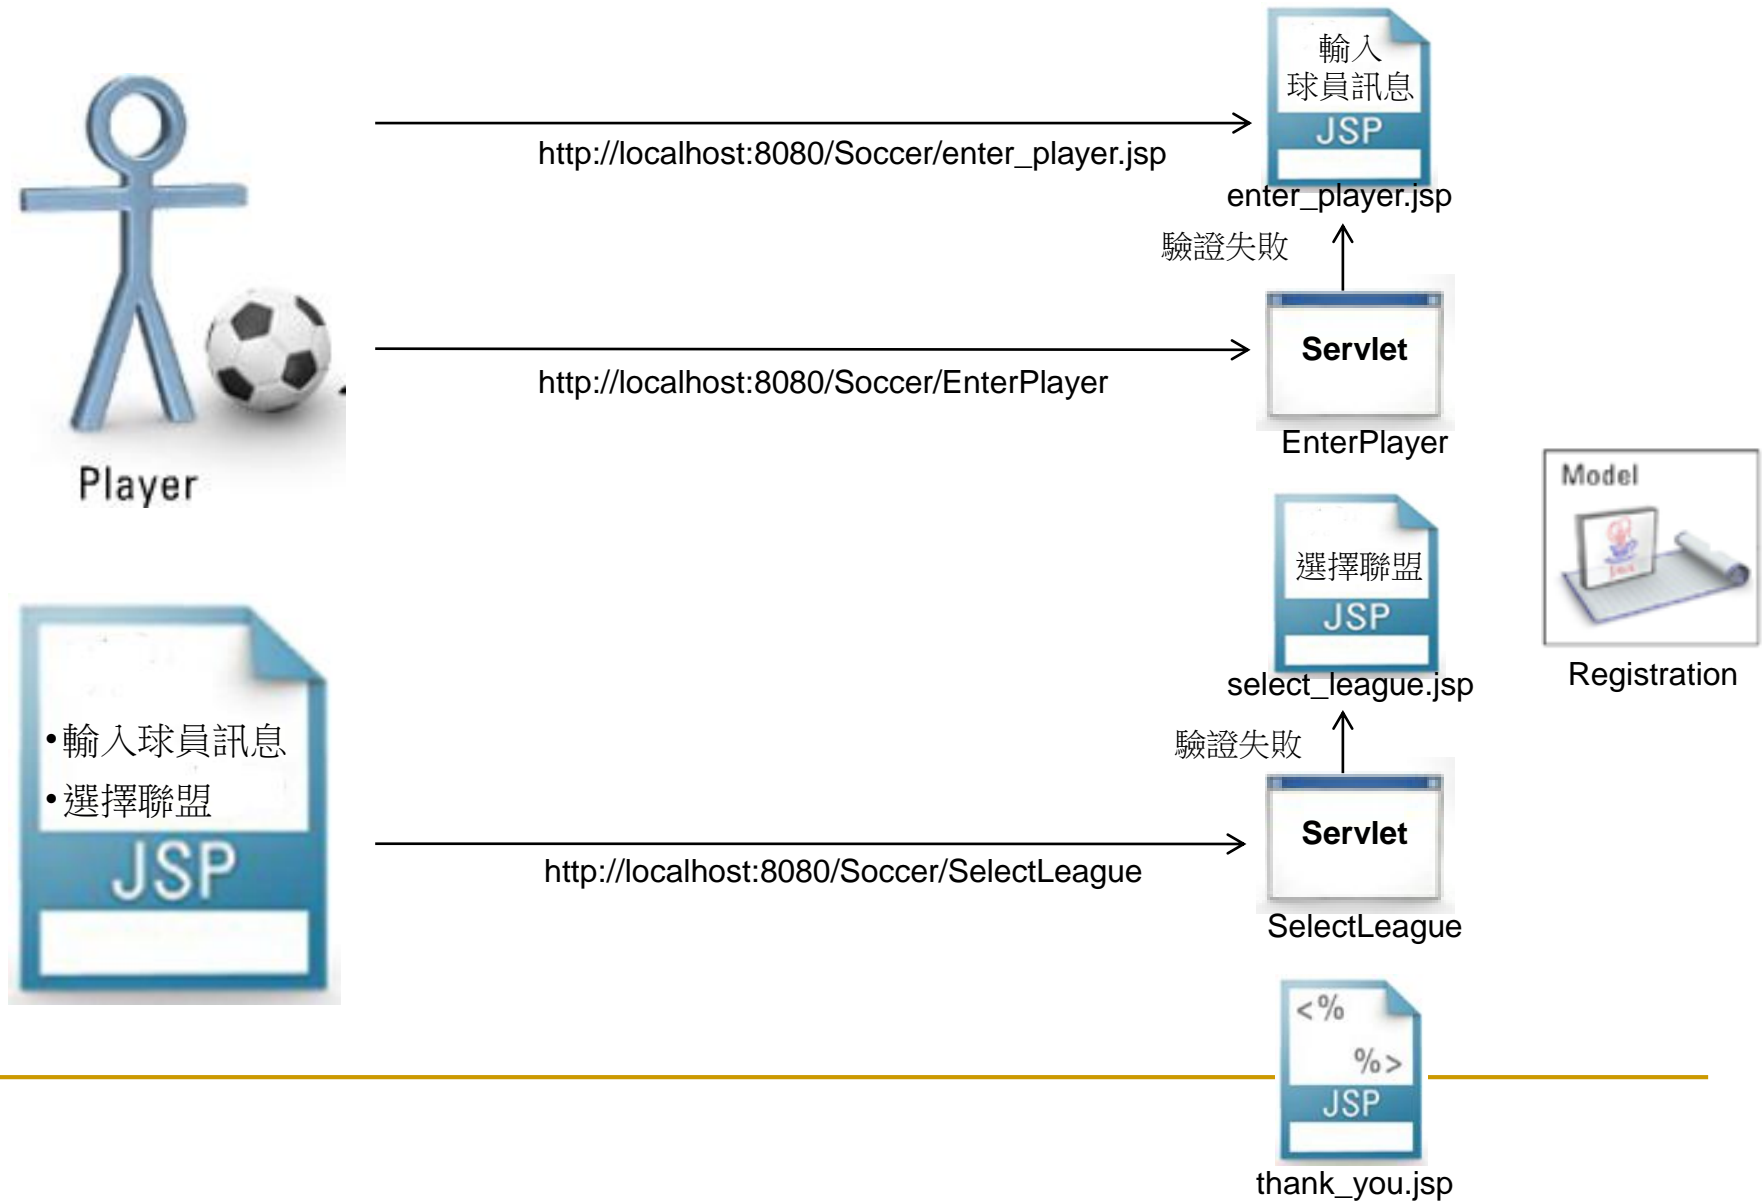 輸入
球員訊息
JSP
http://localhost:8080/Soccer/enter_player.jsp
enter_player.jsp
驗證失敗
Servlet
http://localhost:8080/Soccer/EnterPlayer
EnterPlayer
Player
Model
選擇聯盟
JSP
select_league.jsp
Registration
驗證失敗
•輸入球員訊息
•選擇聯盟
JSP
Servlet
http://localhost:8080/Soccer/SelectLeague
SelectLeague
<%
%>
JSP
thank_you.jsp